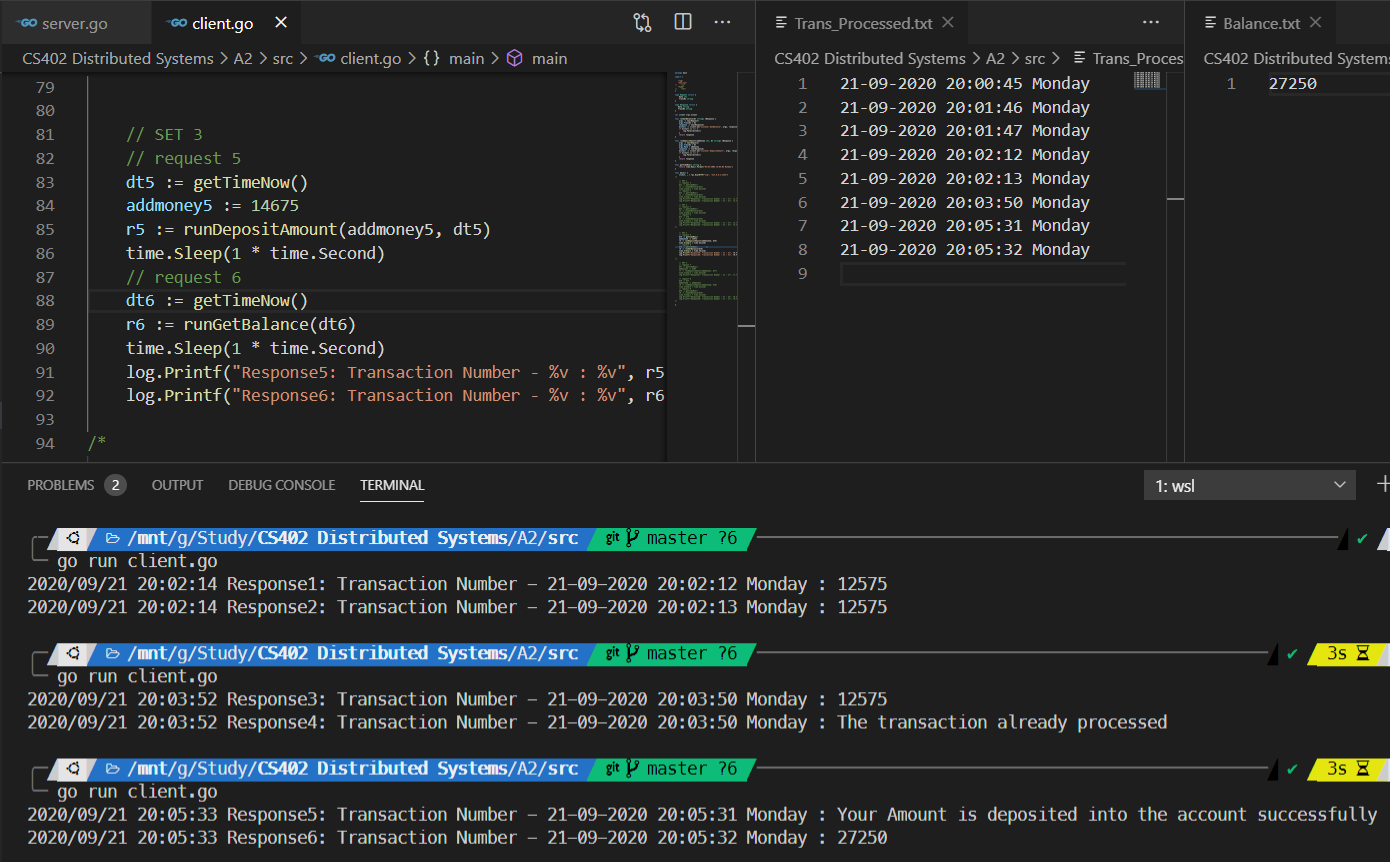 server.go
client.go
CS402 Distributed Systems > A2 > src > client.go > {} main > main
79
80
81 // SET 3
82 // request 5
83 dt5 := getTimeNow()
84 addmoney5 := 14675
85 r5 := runDepositAmount(addmoney5, dt5)
86 time.Sleep(1 * time.Second)
87 // request 6
88 dt6 := getTimeNow()
89 r6 := runGetBalance(dt6)
90 time.Sleep(1 * time.Second)
91 log.Printf("Response5: Transaction Number - %v : %v", r5
92 log.Printf("Response6: Transaction Number - %v : %v", r6
93
94 /*
Trans_Processed.txt
CS402 Distributed Systems > A2 > src > Trans_Proces
1 21-09-2020 20:00:45 Monday
2 21-09-2020 20:01:46 Monday
3 21-09-2020 20:01:47 Monday
4 21-09-2020 20:02:12 Monday
5 21-09-2020 20:02:13 Monday
6 21-09-2020 20:03:50 Monday
7 21-09-2020 20:05:31 Monday
8 21-09-2020 20:05:32 Monday
9
Balance.txt
CS402 Distributed Systems
1 27250
PROBLEMS 2 OUTPUT DEBUG CONSOLE TERMINAL 1: wsl
/mnt/g/Study/CS402 Distributed Systems/A2/src git master ?6
go run client.go
2020/09/21 20:02:14 Response1: Transaction Number - 21-09-2020 20:02:12 Monday : 12575
2020/09/21 20:02:14 Response2: Transaction Number - 21-09-2020 20:02:13 Monday : 12575
/mnt/g/Study/CS402 Distributed Systems/A2/src git master ?6 3s
go run client.go
2020/09/21 20:03:52 Response3: Transaction Number - 21-09-2020 20:03:50 Monday : 12575
2020/09/21 20:03:52 Response4: Transaction Number - 21-09-2020 20:03:50 Monday : The transaction already processed
/mnt/g/Study/CS402 Distributed Systems/A2/src git master ?6 3s
go run client.go
2020/09/21 20:05:33 Response5: Transaction Number - 21-09-2020 20:05:31 Monday : Your Amount is deposited into the account successfully
2020/09/21 20:05:33 Response6: Transaction Number - 21-09-2020 20:05:32 Monday : 27250